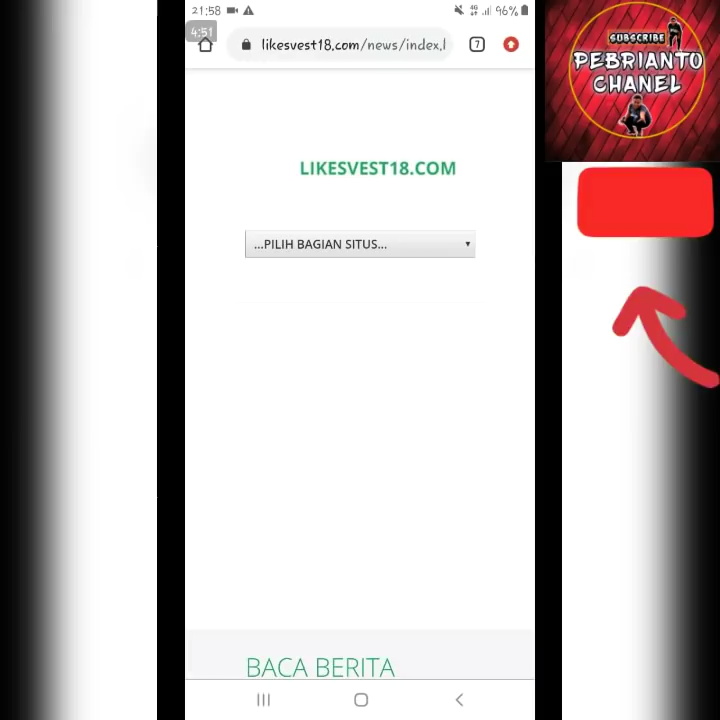 21:58
96%
4:51
likesvest18.com/news/index.l
7
SUBSCRIBE
PEBRIANTO
CHANEL
LIKESVEST18.COM
...PILIH BAGIAN SITUS...
BACA BERITA